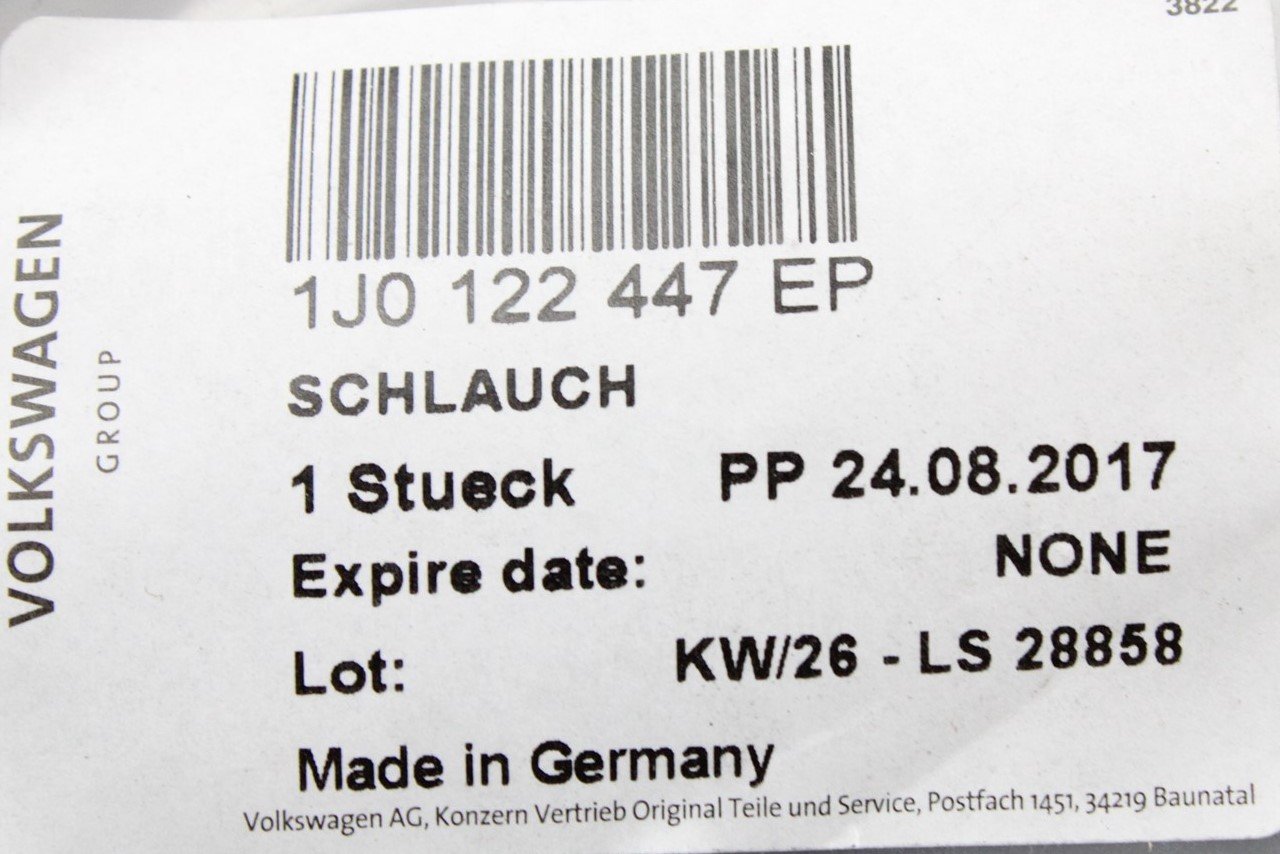 3822
VOLKSWAGEN
GROUP
1J0 122 447 EP
SCHLAUCH
1 Stueck PP 24.08.2017
Expire date: NONE
Lot: KW/26 - LS 28858
Made in Germany
Volkswagen AG, Konzern Vertrieb Original Teile und Service, Postfach 1451, 34219 Baunatal